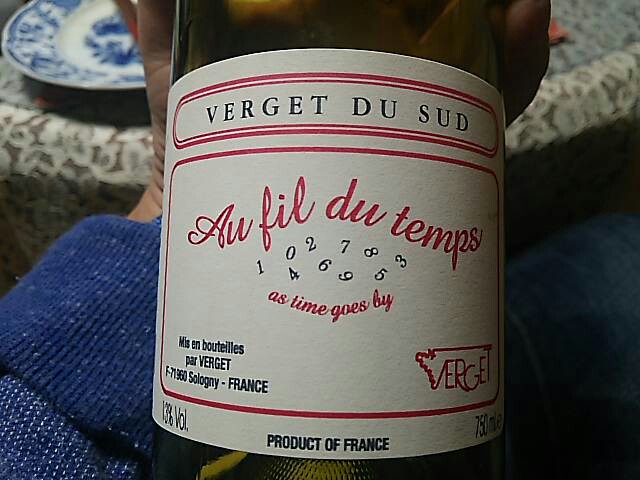 VERGET DU SUD
Au fil du temps
1 0 2 7 8 3
4 6 9 5
as time goes by
Mis en bouteilles
par VERGET
F-71960 Sologny - FRANCE
VERGET
13% Vol.
750 ml e
PRODUCT OF FRANCE